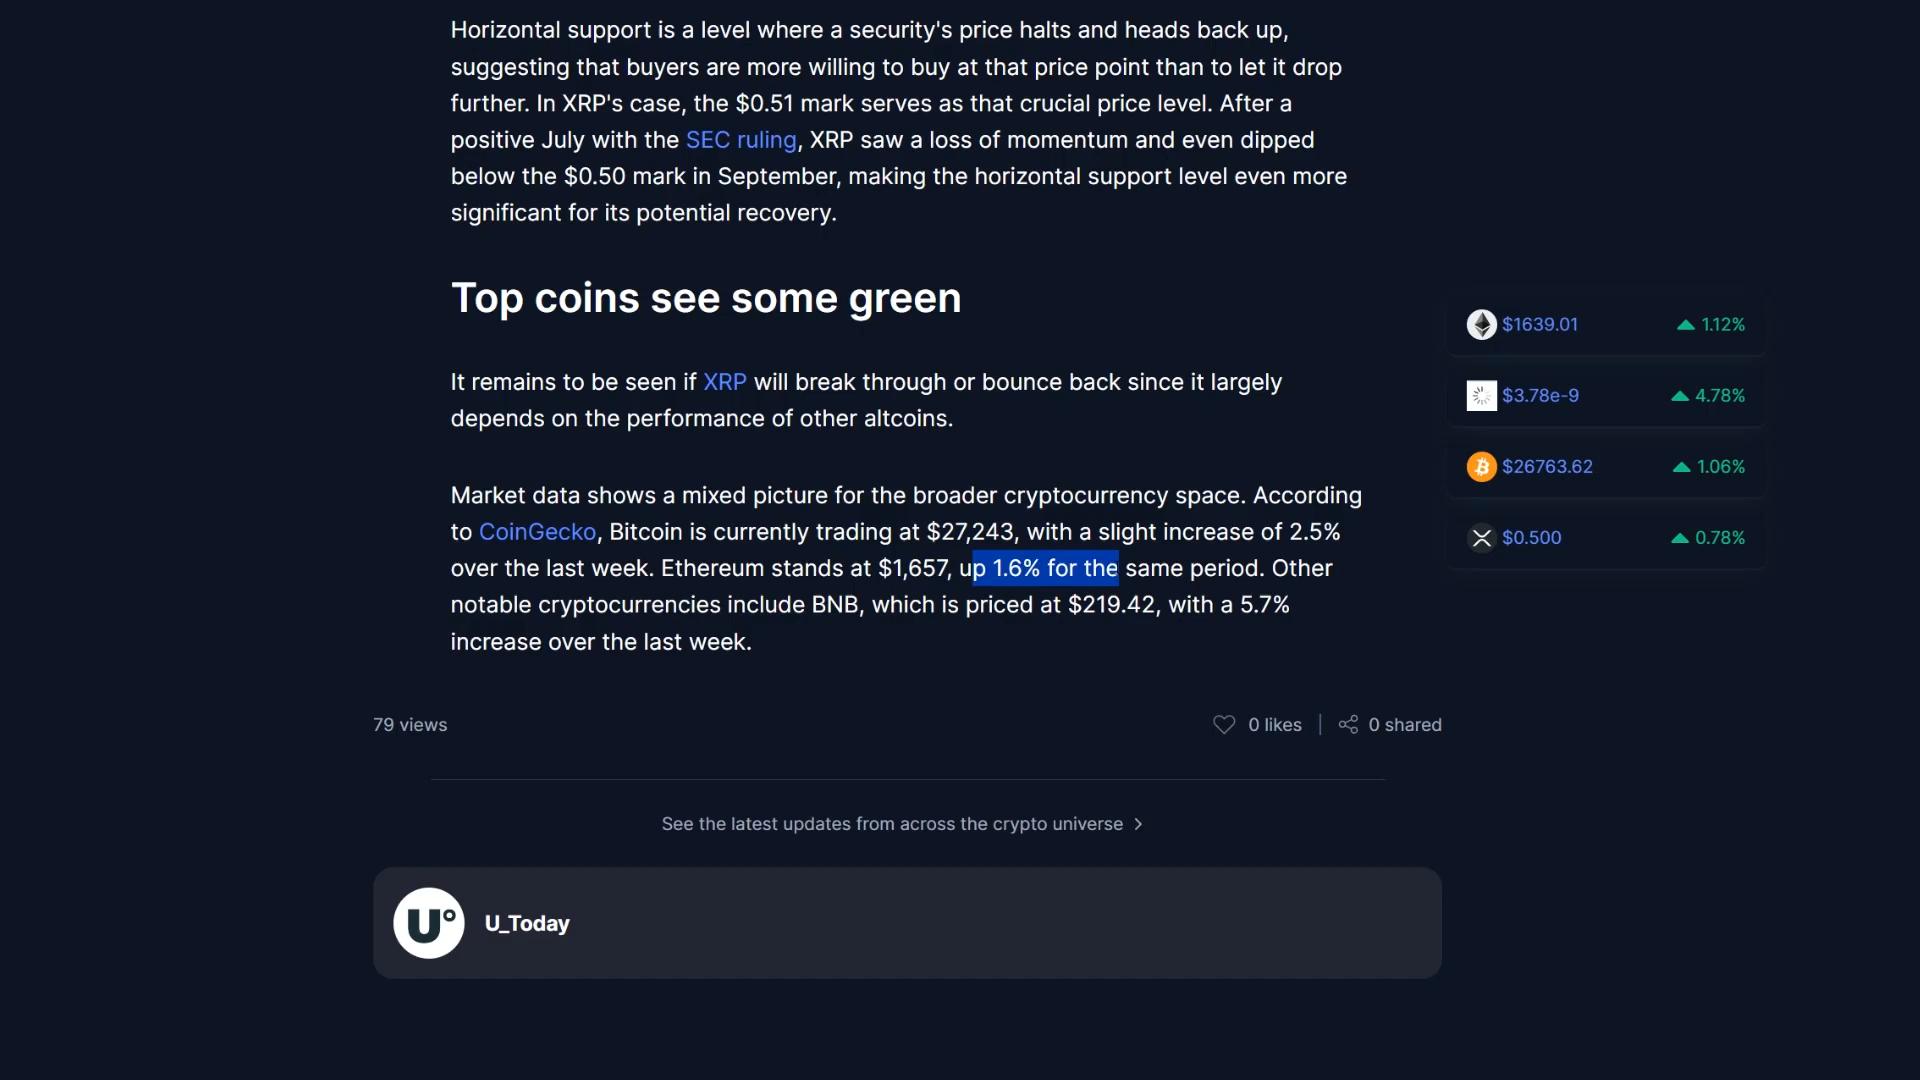 Horizontal support is a level where a security's price halts and heads back up,
suggesting that buyers are more willing to buy at that price point than to let it drop
further. In XRP's case, the $0.51 mark serves as that crucial price level. After a
positive July with the SEC ruling, XRP saw a loss of momentum and even dipped
below the $0.50 mark in September, making the horizontal support level even more
significant for its potential recovery.
Top coins see some green
It remains to be seen if XRP will break through or bounce back since it largely
depends on the performance of other altcoins.
Market data shows a mixed picture for the broader cryptocurrency space. According
to CoinGecko, Bitcoin is currently trading at $27,243, with a slight increase of 2.5%
over the last week. Ethereum stands at $1,657, up 1.6% for the same period. Other
notable cryptocurrencies include BNB, which is priced at $219.42, with a 5.7%
increase over the last week.
$1639.01 1.12%
$3.78e-9 4.78%
$26763.62 1.06%
$0.500 0.78%
79 views
0 likes
0 shared
See the latest updates from across the crypto universe
U_Today